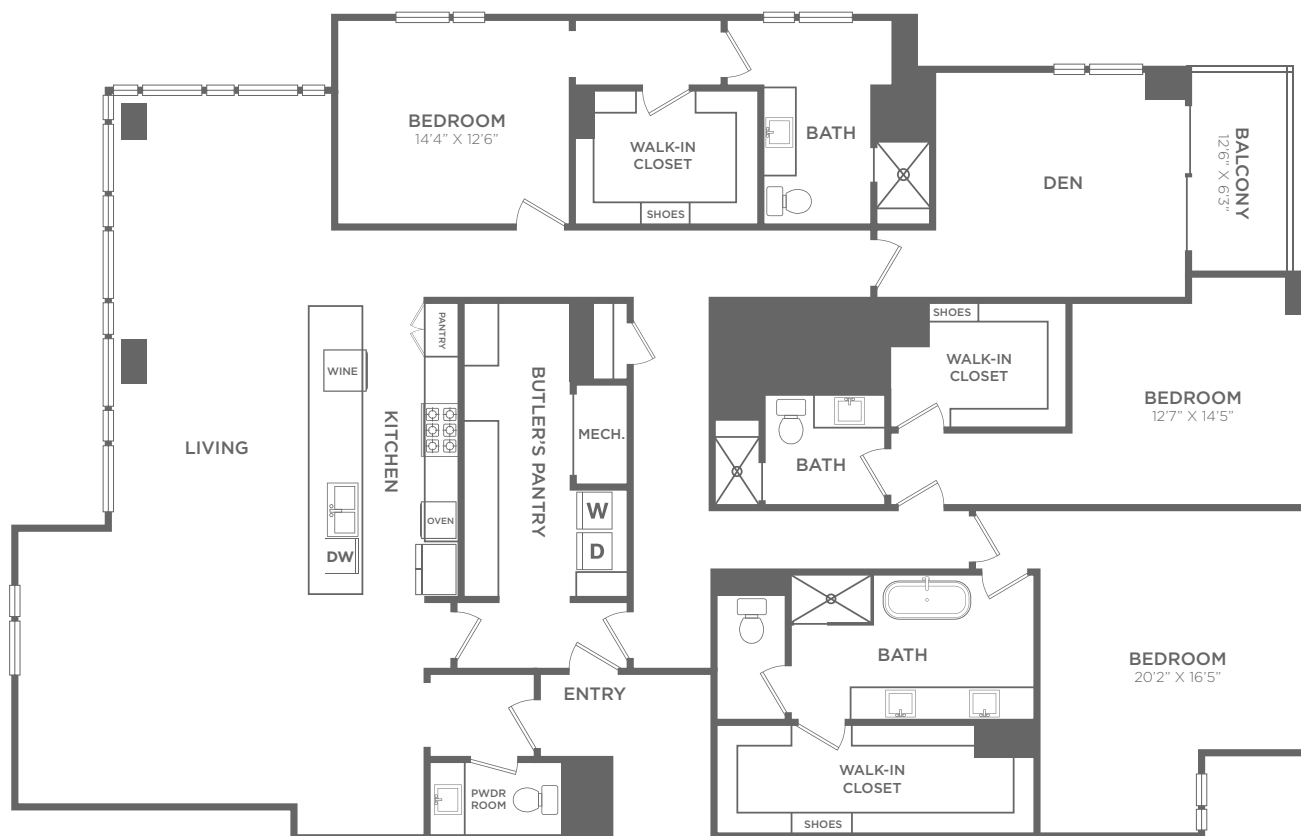 BEDROOM
14'4" X 12'6"
WALK-IN
CLOSET
SHOES
BATH
DEN
BALCONY
12'6" X 6'3"
LIVING
WINE
DW
KITCHEN
PANTRY
OVEN
BUTLER'S PANTRY
MECH.
W
D
SHOES
WALK-IN
CLOSET
BEDROOM
12'7" X 14'5"
BATH
BATH
BEDROOM
20'2" X 16'5"
ENTRY
PWDR
ROOM
WALK-IN
CLOSET
SHOES